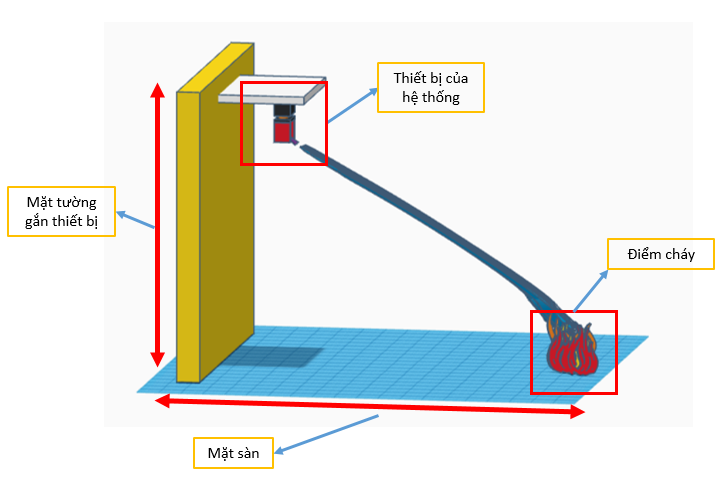 Thiết bị của
hệ thống
Mặt tường
gắn thiết bị
Điểm cháy
Mặt sàn